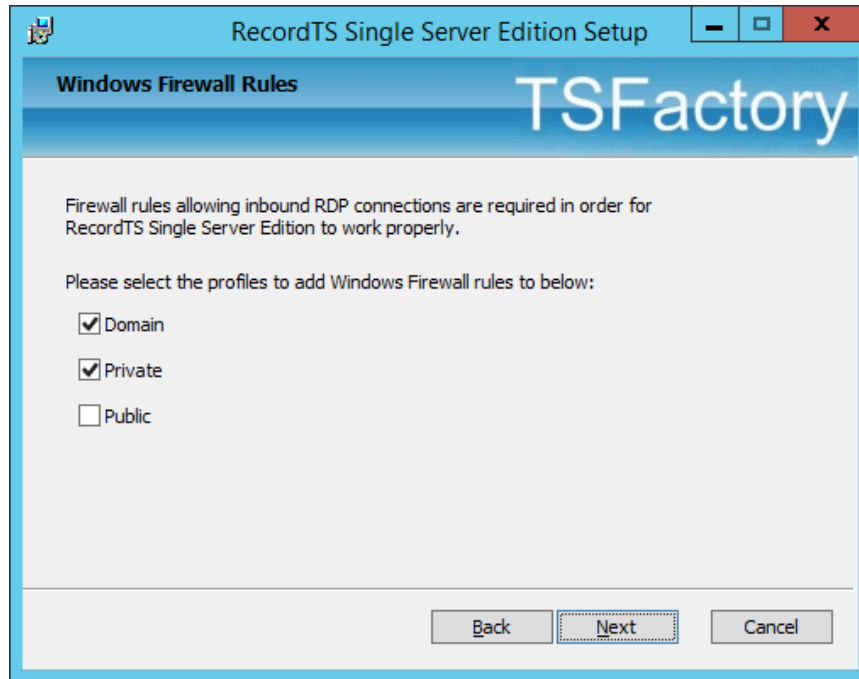 RecordTS Single Server Edition Setup
Windows Firewall Rules
TSFactory
Firewall rules allowing inbound RDP connections are required in order for
RecordTS Single Server Edition to work properly.
Please select the profiles to add Windows Firewall rules to below:
Domain
Private
Public
Back Next Cancel